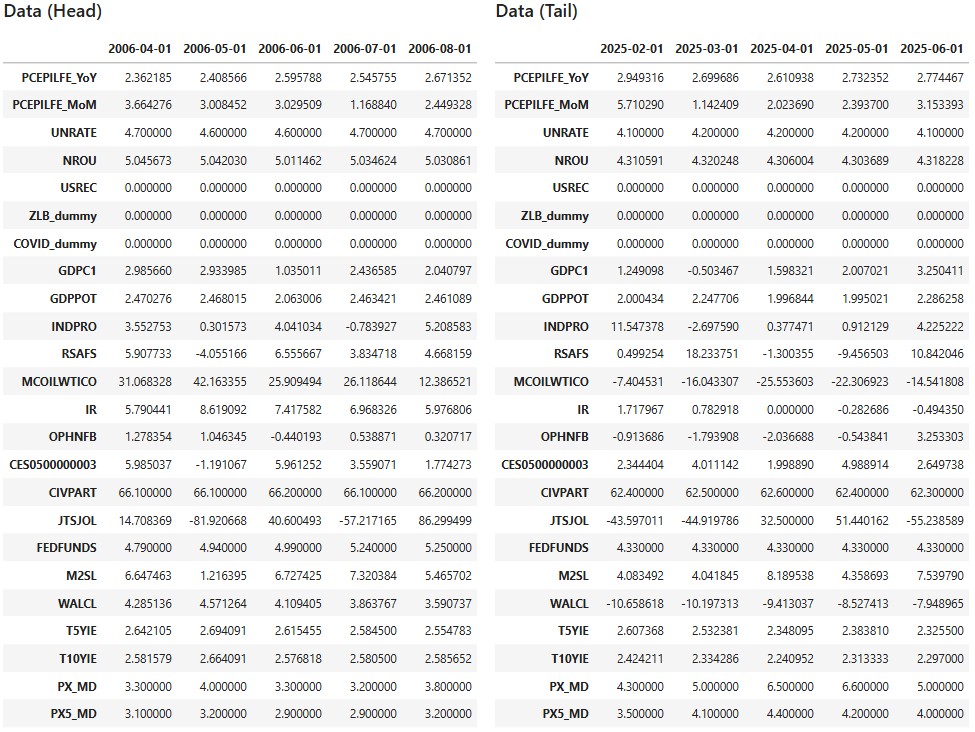 Data (Head)
2006-04-01 2006-05-01 2006-06-01 2006-07-01 2006-08-01
PCEPILFE_YoY 2.362185 2.408566 2.595788 2.545755 2.671352
PCEPILFE_MoM 3.664276 3.008452 3.029509 1.168840 2.449328
UNRATE 4.700000 4.600000 4.600000 4.700000 4.700000
NROU 5.045673 5.042030 5.011462 5.034624 5.030861
USREC 0.000000 0.000000 0.000000 0.000000 0.000000
ZLB_dummy 0.000000 0.000000 0.000000 0.000000 0.000000
COVID_dummy 0.000000 0.000000 0.000000 0.000000 0.000000
GDPC1 2.985660 2.933985 1.035011 2.436585 2.040797
GDPPOT 2.470276 2.468015 2.063006 2.463421 2.461089
INDPRO 3.552753 0.301573 4.041034 -0.783927 5.208583
RSAFS 5.907733 -4.055166 6.555667 3.834718 4.668159
MCOILWTICO 31.068328 42.163355 25.909494 26.118644 12.386521
IR 5.790441 8.619092 7.417582 6.968326 5.976806
OPHNFB 1.278354 1.046345 -0.440193 0.538871 0.320717
CES0500000003 5.985037 -1.191067 5.961252 3.559071 1.774273
CIVPART 66.100000 66.100000 66.200000 66.100000 66.200000
JTSJOL 14.708369 -81.920668 40.600493 -57.217165 86.299499
FEDFUNDS 4.790000 4.940000 4.990000 5.240000 5.250000
M2SL 6.647463 1.216395 6.727425 7.320384 5.465702
WALCL 4.285136 4.571264 4.109405 3.863767 3.590737
T5YIE 2.642105 2.694091 2.615455 2.584500 2.554783
T10YIE 2.581579 2.664091 2.576818 2.580500 2.585652
PX_MD 3.300000 4.000000 3.300000 3.200000 3.800000
PX5_MD 3.100000 3.200000 2.900000 2.900000 3.200000
Data (Tail)
2025-02-01 2025-03-01 2025-04-01 2025-05-01 2025-06-01
PCEPILFE_YoY 2.949316 2.699686 2.610938 2.732352 2.774467
PCEPILFE_MoM 5.710290 1.142409 2.023690 2.393700 3.153393
UNRATE 4.100000 4.200000 4.200000 4.200000 4.100000
NROU 4.310591 4.320248 4.306004 4.303689 4.318228
USREC 0.000000 0.000000 0.000000 0.000000 0.000000
ZLB_dummy 0.000000 0.000000 0.000000 0.000000 0.000000
COVID_dummy 0.000000 0.000000 0.000000 0.000000 0.000000
GDPC1 1.249098 -0.503467 1.598321 2.007021 3.250411
GDPPOT 2.000434 2.247706 1.996844 1.995021 2.286258
INDPRO 11.547378 -2.697590 0.377471 0.912129 4.225222
RSAFS 0.499254 18.233751 -1.300355 -9.456503 10.842046
MCOILWTICO -7.404531 -16.043307 -25.553603 -22.306923 -14.541808
IR 1.717967 0.782918 0.000000 -0.282686 -0.494350
OPHNFB -0.913686 -1.793908 -2.036688 -0.543841 3.253303
CES0500000003 2.344404 4.011142 1.998890 4.988914 2.649738
CIVPART 62.400000 62.500000 62.600000 62.400000 62.300000
JTSJOL -43.597011 -44.919786 32.500000 51.440162 -55.238589
FEDFUNDS 4.330000 4.330000 4.330000 4.330000 4.330000
M2SL 4.083492 4.041845 8.189538 4.358693 7.539790
WALCL -10.658618 -10.197313 -9.413037 -8.527413 -7.948965
T5YIE 2.607368 2.532381 2.348095 2.383810 2.325500
T10YIE 2.424211 2.334286 2.240952 2.313333 2.297000
PX_MD 4.300000 5.000000 6.500000 6.600000 5.000000
PX5_MD 3.500000 4.100000 4.400000 4.200000 4.000000